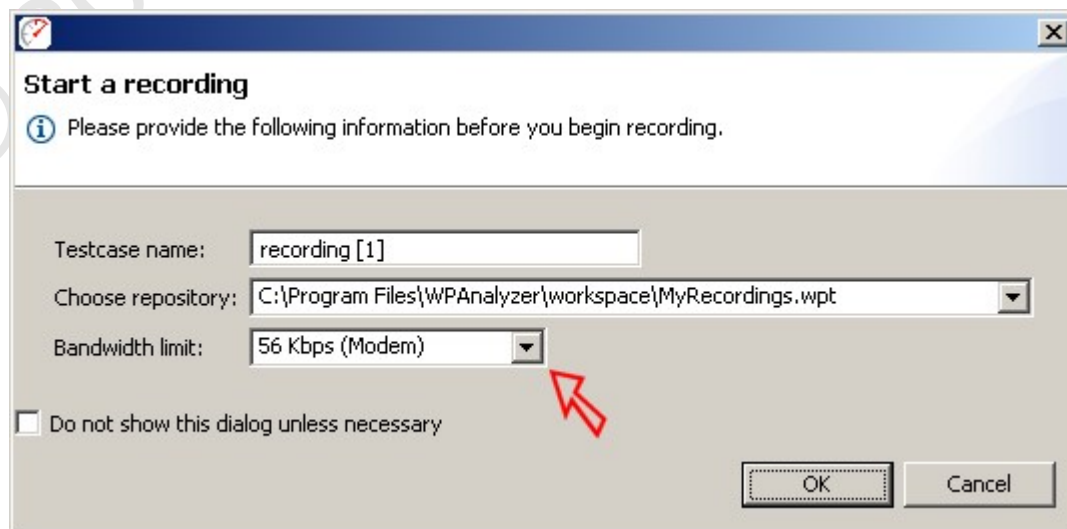 Start a recording
Please provide the following information before you begin recording.
Testcase name: recording [1]
Choose repository: C:\Program Files\WPAnalyzer\workspace\MyRecordings.wpt
Bandwidth limit: 56 Kbps (Modem)
Do not show this dialog unless necessary
OK Cancel